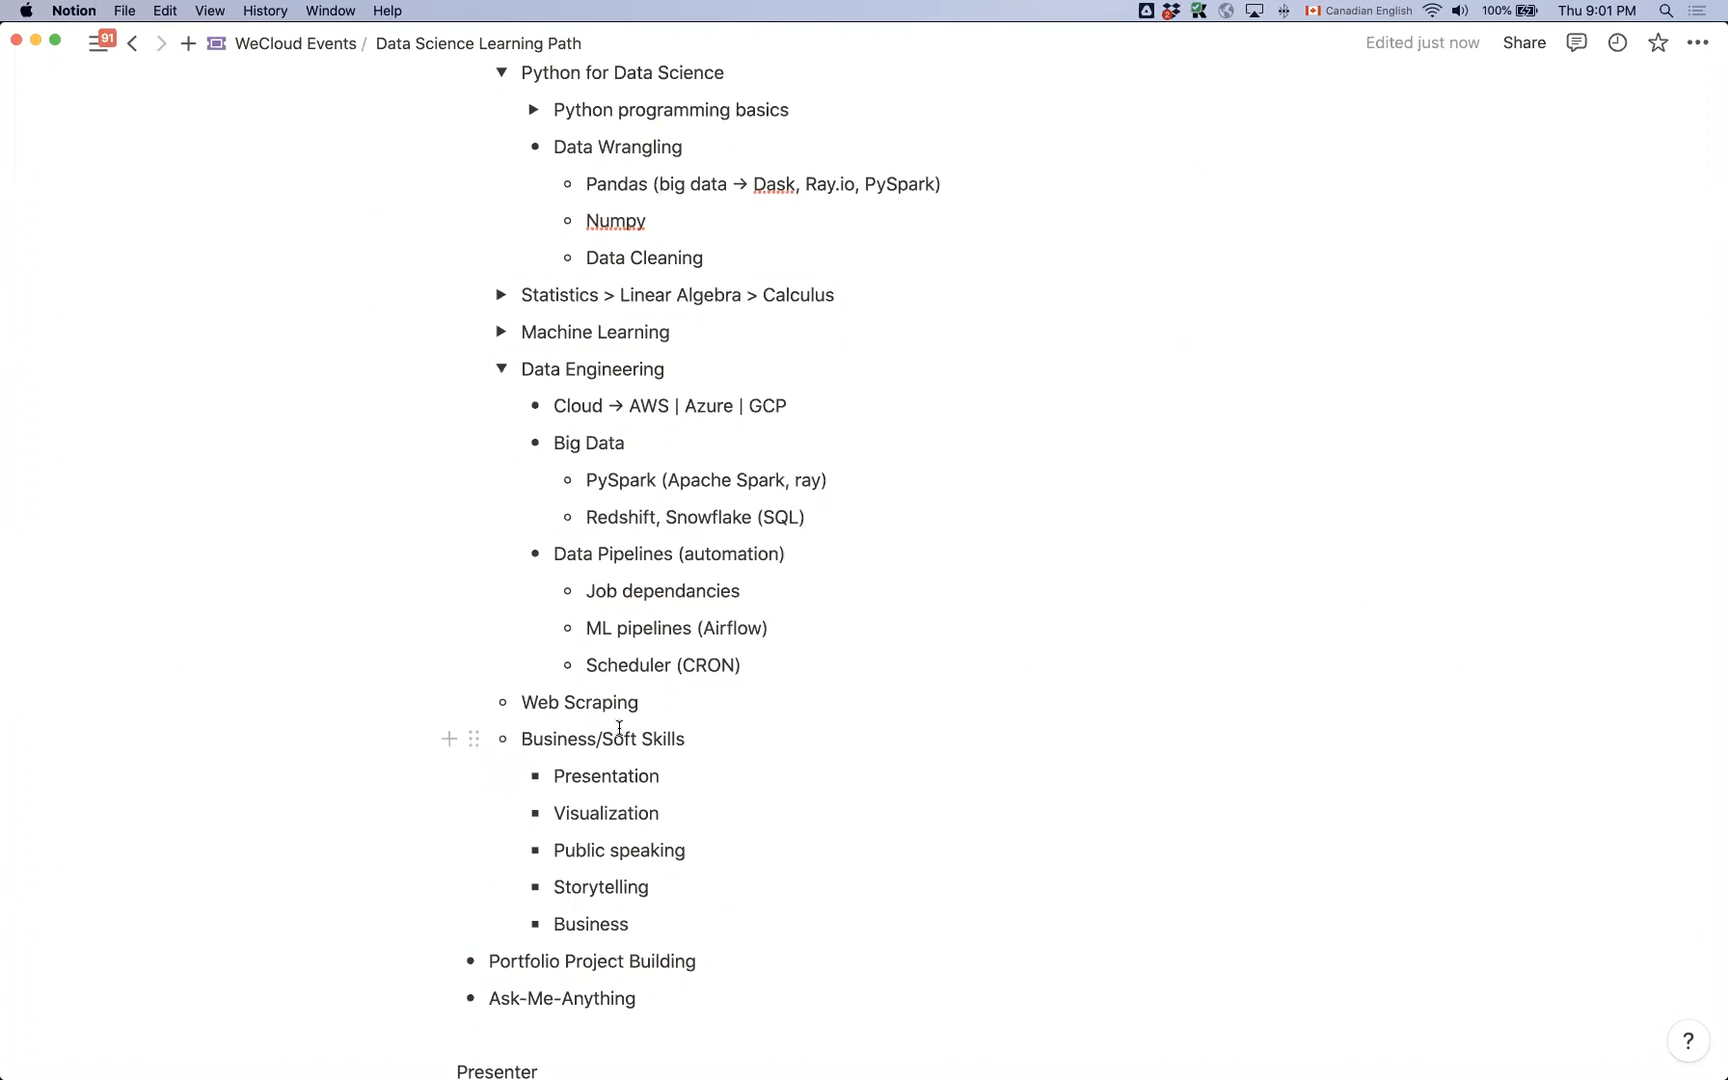 Notion File Edit View History Window Help 2 Canadian English 100% Thu 9:01 PM
91 WeCloud Events / Data Science Learning Path Edited just now Share
Python for Data Science
Python programming basics
Data Wrangling
Pandas (big data → Dask, Ray.io, PySpark)
Numpy
Data Cleaning
Statistics > Linear Algebra > Calculus
Machine Learning
Data Engineering
Cloud → AWS | Azure | GCP
Big Data
PySpark (Apache Spark, ray)
Redshift, Snowflake (SQL)
Data Pipelines (automation)
Job dependancies
ML pipelines (Airflow)
Scheduler (CRON)
Web Scraping
Business/Soft Skills
Presentation
Visualization
Public speaking
Storytelling
Business
Portfolio Project Building
Ask-Me-Anything
?
Presenter